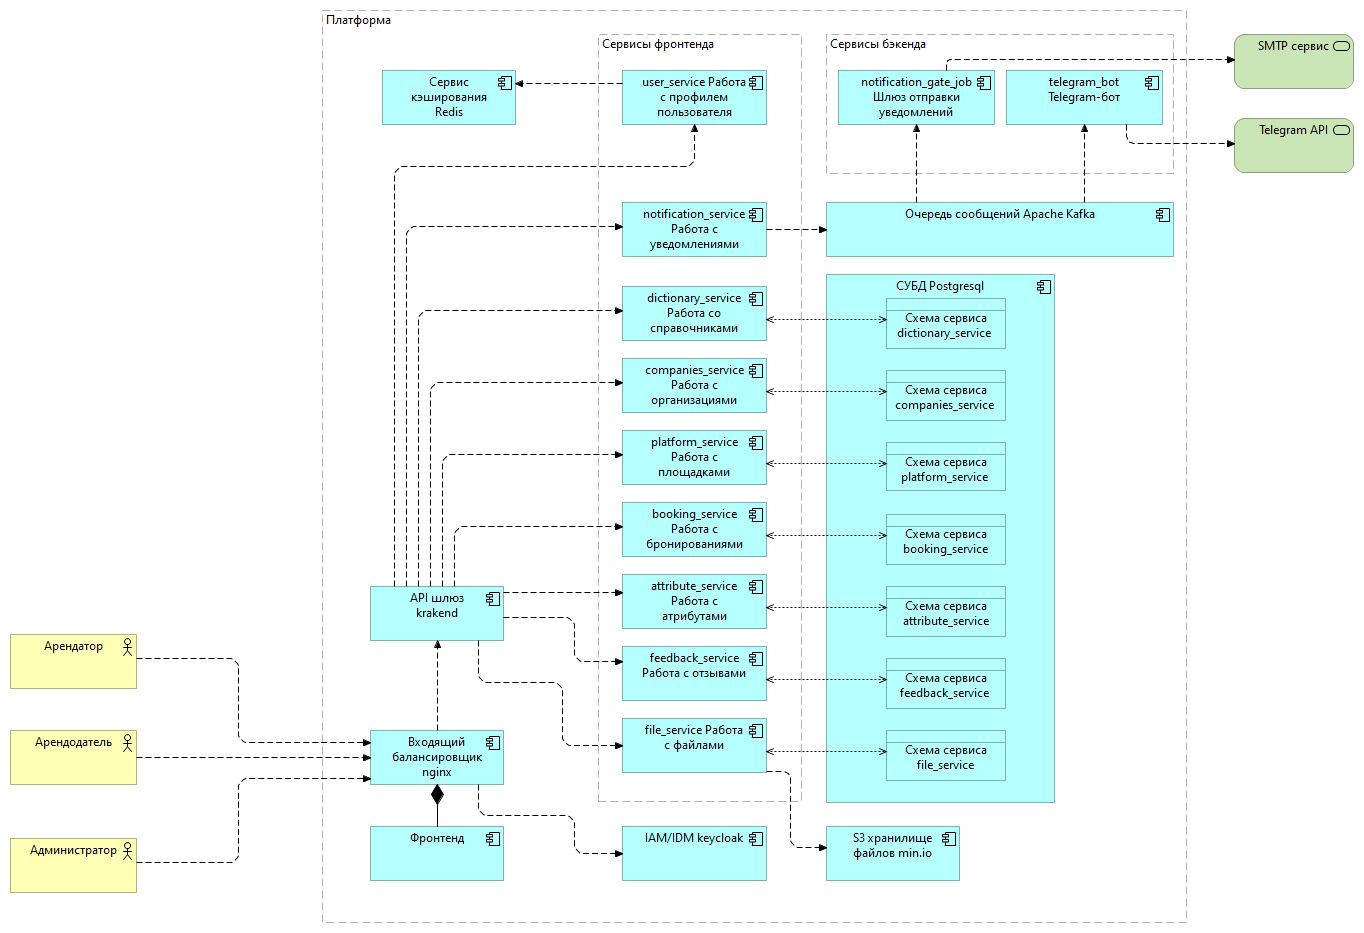 Платформа
Сервисы фронтенда
Сервисы бэкенда
SMTP сервис
Сервис
кэширования
Redis
user_service Работа
с профилем
пользователя
notification_gate_job
Шлюз отправки
уведомлений
telegram_bot
Telegram-бот
Telegram API
notification_service
Работа с
уведомлениями
Очередь сообщений Apache Kafka
СУБД Postgresql
dictionary_service
Работа со
справочниками
Схема сервиса
dictionary_service
companies_service
Работа с
организациями
Схема сервиса
companies_service
platform_service
Работа с
площадками
Схема сервиса
platform_service
booking_service
Работа с
бронированиями
Схема сервиса
booking_service
API шлюз
krakend
attribute_service
Работа с
атрибутами
Схема сервиса
attribute_service
Арендатор
feedback_service
Работа с отзывами
Схема сервиса
feedback_service
Арендодатель
Входящий
балансировщик
nginx
file_service Работа
с файлами
Схема сервиса
file_service
Администратор
Фронтенд
IAM/IDM keycloak
S3 хранилище
файлов min.io